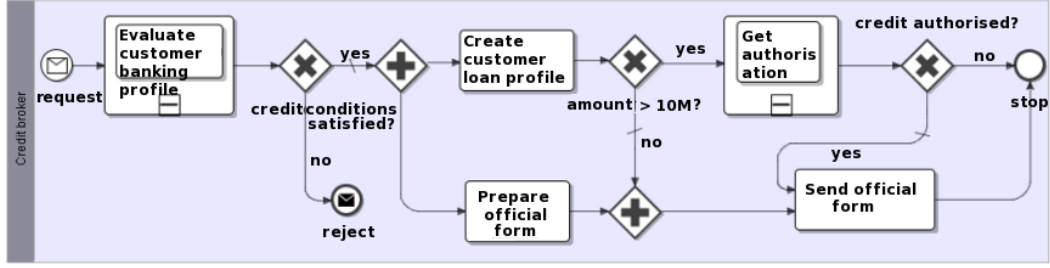 Credit broker
request
Evaluate
customer
banking
profile
credit conditions
satisfied?
yes
no
reject
Create
customer
loan profile
Prepare
official
form
amount > 10M?
yes
no
Get
authoris
ation
credit authorised?
no
yes
Send official
form
stop